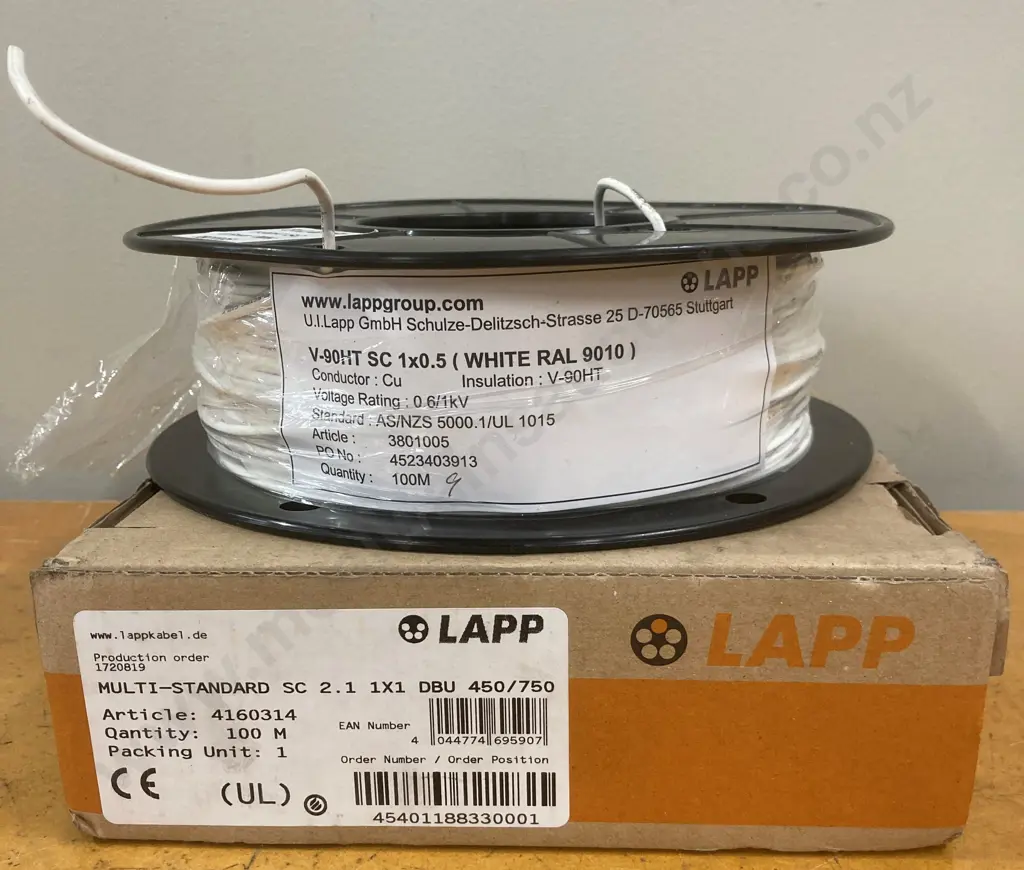 LAPP
www.lappgroup.com
U.I.Lapp GmbH Schulze-Delitzsch-Strasse 25 D-70565 Stuttgart
V-90HT SC 1x0.5 ( WHITE RAL 9010 )
Conductor : Cu Insulation : V-90HT
Voltage Rating : 0.6/1kV
Standard : AS/NZS 5000.1/UL 1015
Article : 3801005
PO No : 4523403913
Quantity : 100M
www.lappkabel.de
LAPP
Production order
1720819
MULTI-STANDARD SC 2.1 1X1 DBU 450/750
Article: 4160314
Qantity: 100 M
Packing Unit: 1
EAN Number
4 044774 695907
Order Number / Order Position
45401188330001
CE
(UL)
LAPP
.co.nz